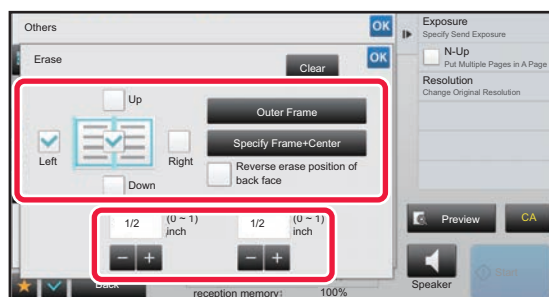 Others
OK
Exposure
Specify Send Exposure
Erase
OK
Clear
N-Up
Put Multiple Pages in A Page
Resolution
Change Original Resolution
Up
Outer Frame
Specify Frame+Center
Left
Right
Reverse erase position of
back face
Down
1/2
(0 ~ 1)
inch
1/2
(0 ~ 1)
inch
Preview
CA
Back
reception memory:
100%
Speaker
Start